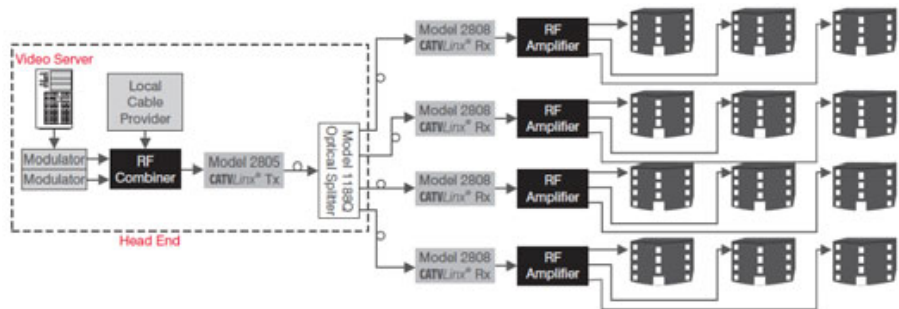 Video Server
Local
Cable
Provider
Modulator
Modulator
RF
Combiner
Model 2805
CATVLinx® Tx
Model 1188Q
Optical Splitter
Head End
Model 2808
CATVLinx® Rx
RF
Amplifier
Model 2808
CATVLinx® Rx
RF
Amplifier
Model 2808
CATVLinx® Rx
RF
Amplifier
Model 2808
CATVLinx® Rx
RF
Amplifier